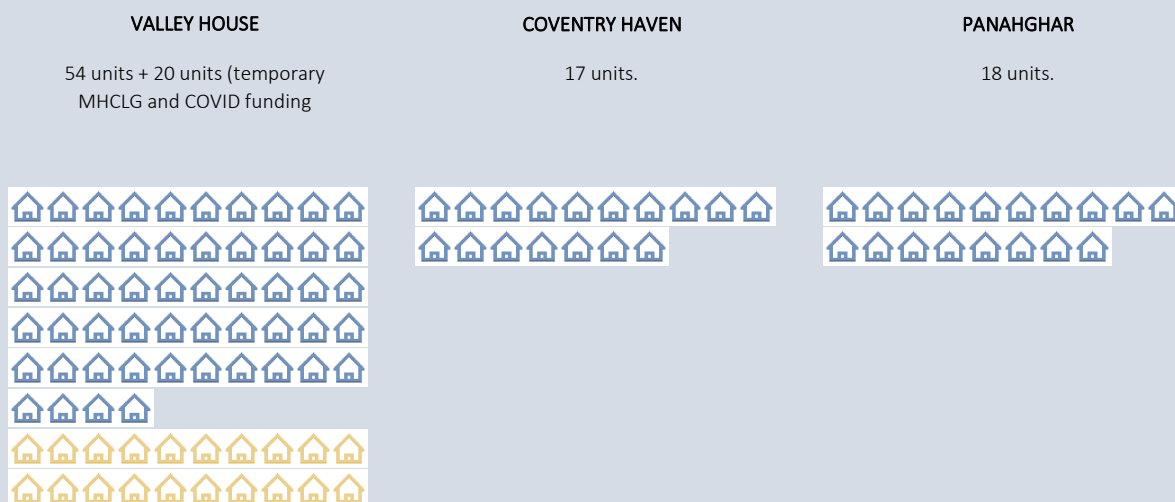 VALLEY HOUSE
54 units + 20 units (temporary
MHCLG and COVID funding
COVENTRY HAVEN
17 units.
PANAHGHAR
18 units.